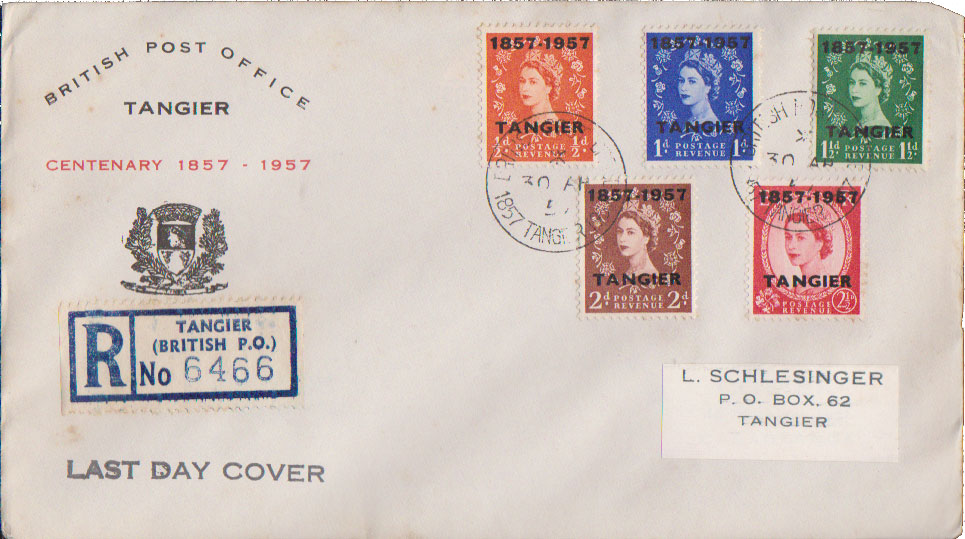 BRITISH POST OFFICE
TANGIER
CENTENARY 1857 - 1957
1857-1957
TANGIER
½d. POSTAGE REVENUE ½d.
1857-1957
TANGIER
1d. POSTAGE REVENUE 1d.
1857-1957
TANGIER
1½d. POSTAGE REVENUE 1½d.
1857-1957
TANGIER
2d. POSTAGE REVENUE 2d.
1857-1957
TANGIER
POSTAGE REVENUE 2½d.
30 AP
1857 TANGIER
30 AP
TANGIER
R
TANGIER
(BRITISH P.O.)
No 6466
LAST DAY COVER
L. SCHLESINGER
P. O. BOX. 62
TANGIER